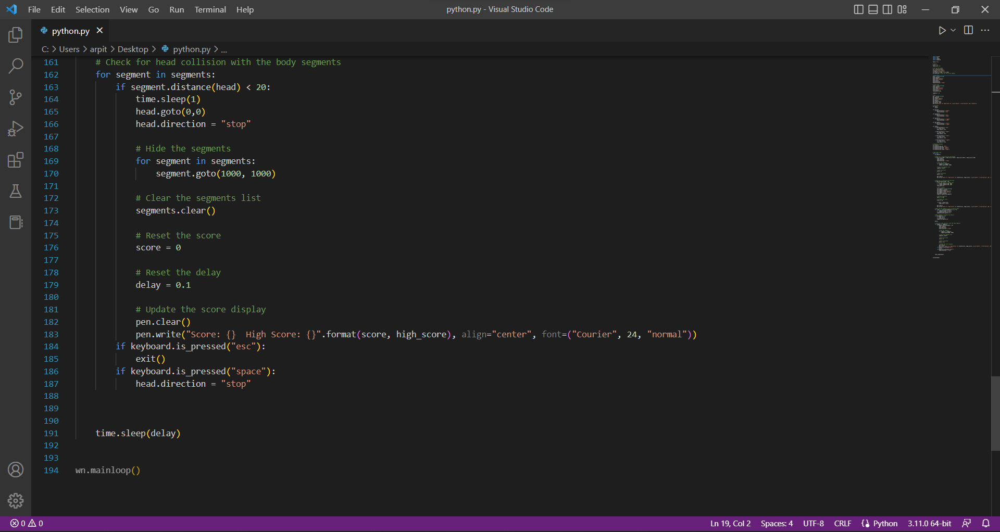 File Edit Selection View Go Run Terminal Help
python.py - Visual Studio Code
python.py
C: > Users > arpit > Desktop > python.py > ...
161 # Check for head collision with the body segments
162 for segment in segments:
163 if segment.distance(head) < 20:
164 time.sleep(1)
165 head.goto(0,0)
166 head.direction = "stop"
167
168 # Hide the segments
169 for segment in segments:
170 segment.goto(1000, 1000)
171
172 # Clear the segments list
173 segments.clear()
174
175 # Reset the score
176 score = 0
177
178 # Reset the delay
179 delay = 0.1
180
181 # Update the score display
182 pen.clear()
183 pen.write("Score: {}  High Score: {}".format(score, high_score), align="center", font=("Courier", 24, "normal"))
184 if keyboard.is_pressed("esc"):
185 exit()
186 if keyboard.is_pressed("space"):
187 head.direction = "stop"
188
189
190
191 time.sleep(delay)
192
193
194 wn.mainloop()
0 0 Ln 19, Col 2 Spaces: 4 UTF-8 CRLF Python 3.11.0 64-bit